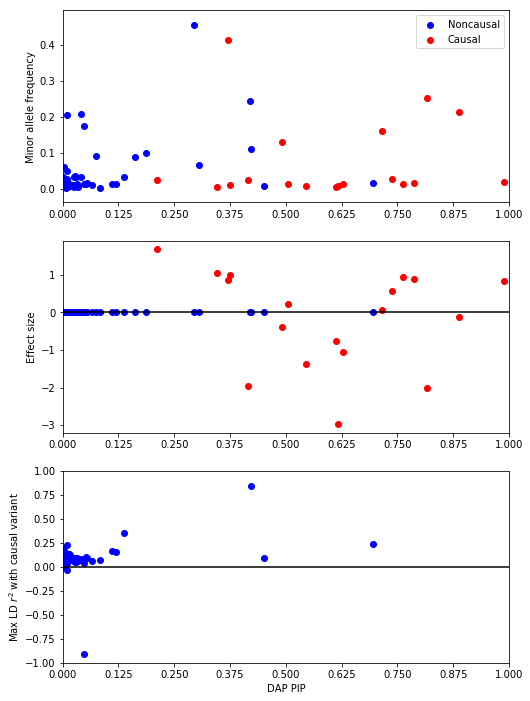 Noncausal
Causal
Minor allele frequency
0.4
0.3
0.2
0.1
0.0
0.000 0.125 0.250 0.375 0.500 0.625 0.750 0.875 1.000
Effect size
1
0
−1
−2
−3
0.000 0.125 0.250 0.375 0.500 0.625 0.750 0.875 1.000
Max LD r² with causal variant
1.00
0.75
0.50
0.25
0.00
−0.25
−0.50
−0.75
−1.00
0.000 0.125 0.250 0.375 0.500 0.625 0.750 0.875 1.000
DAP PIP